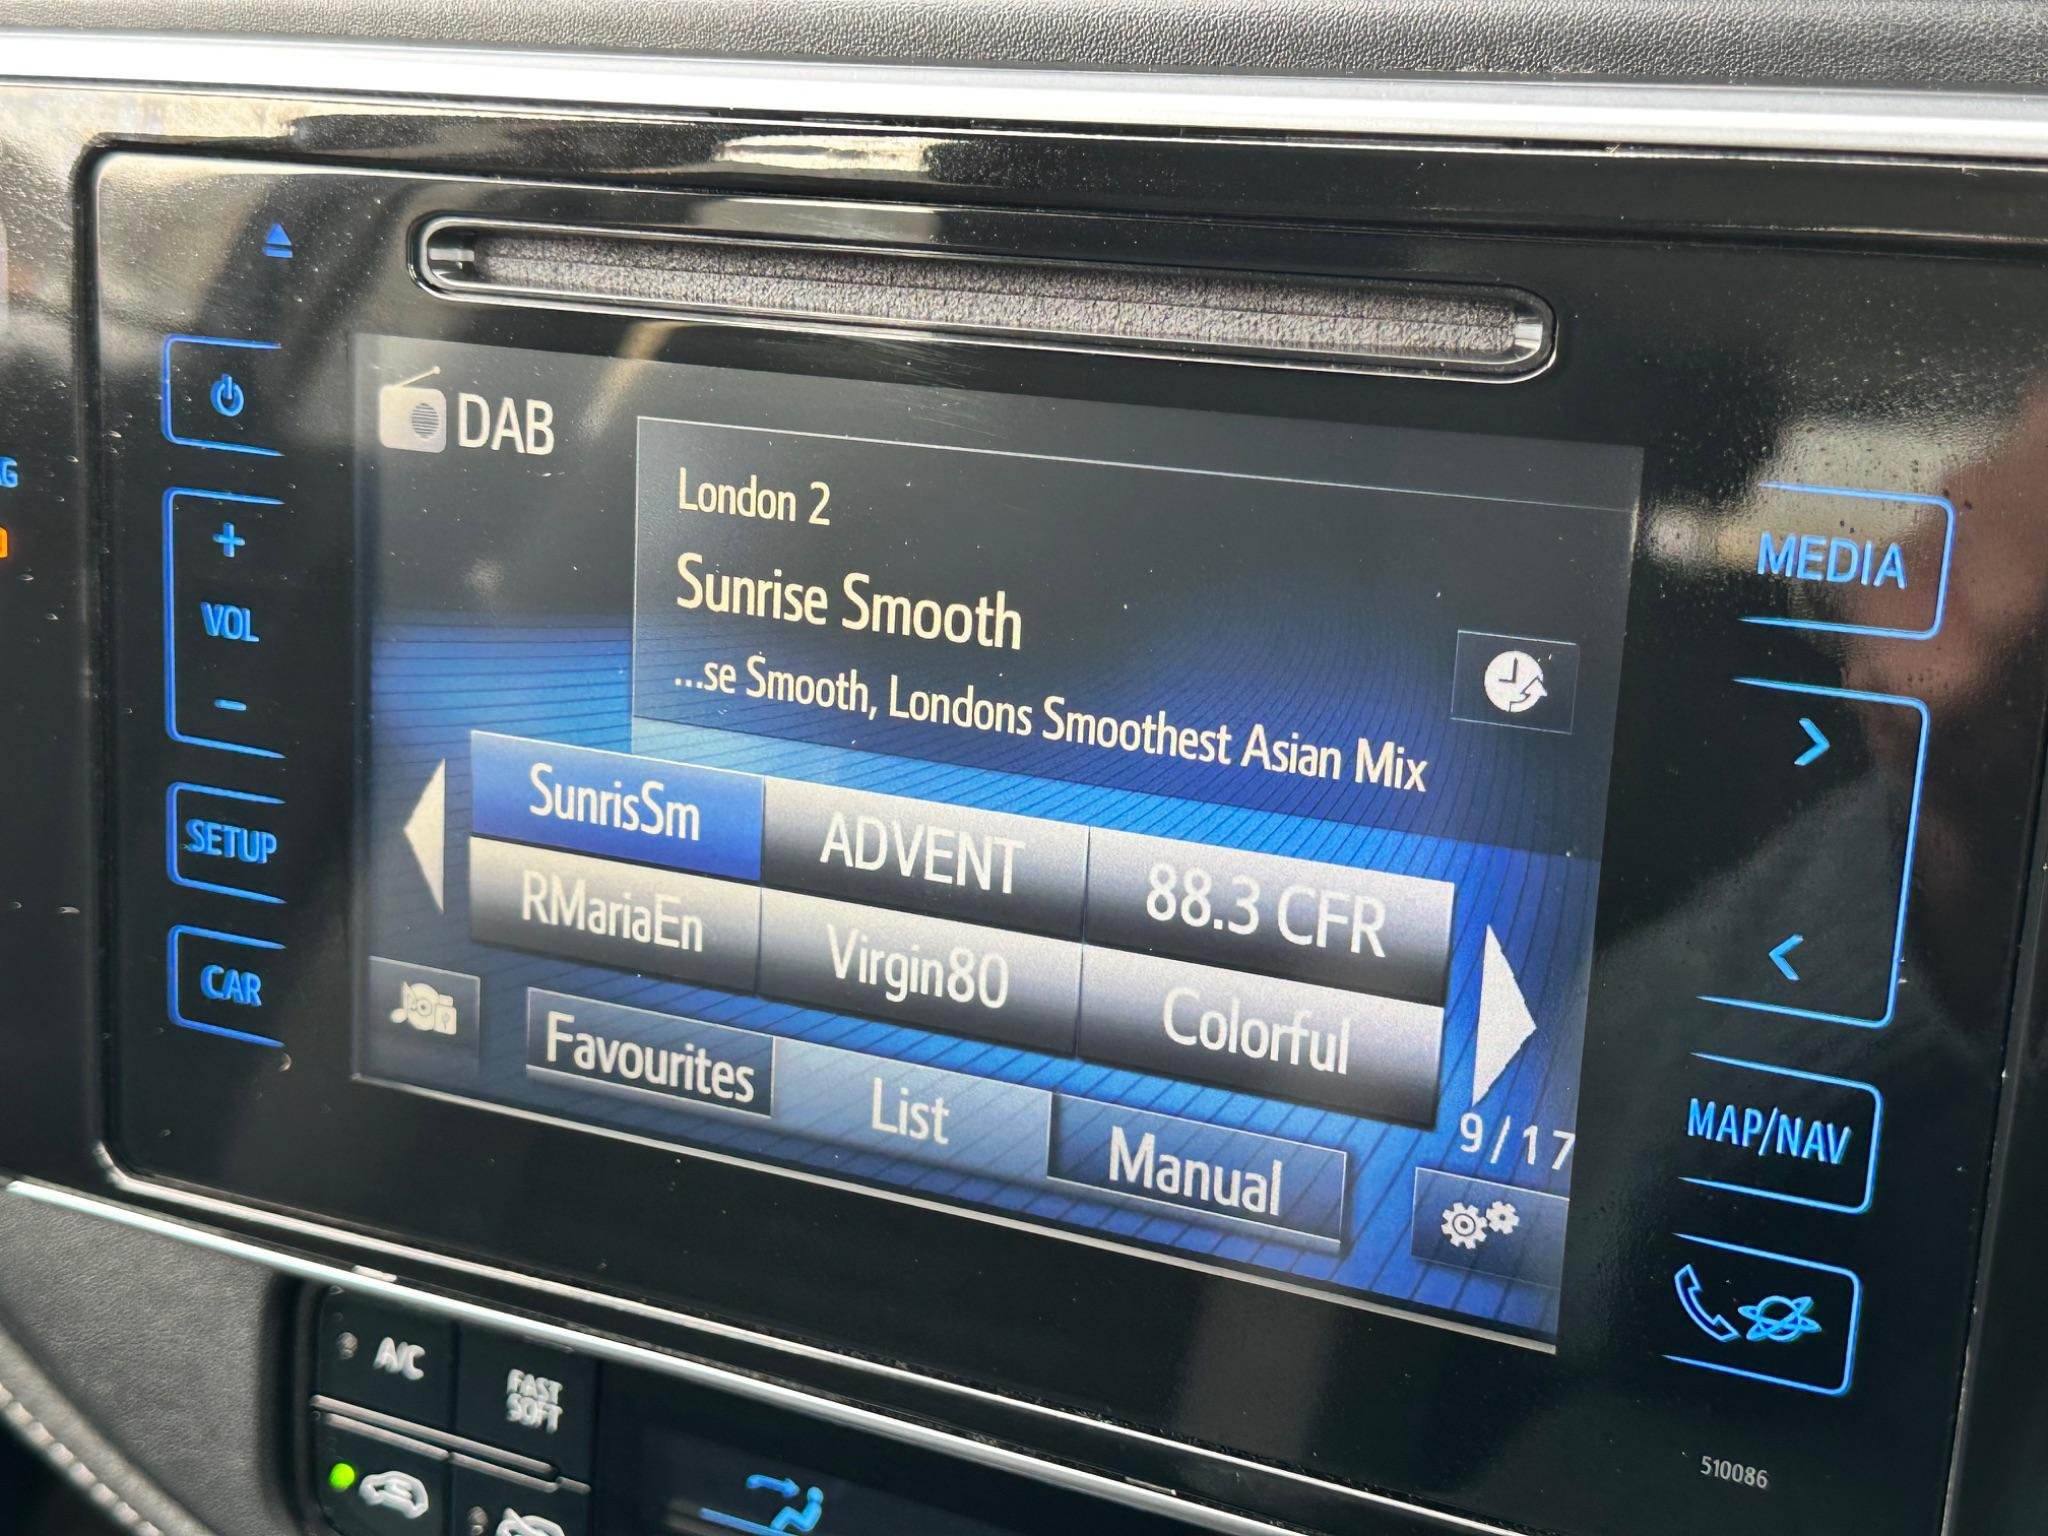 DAB
London 2
Sunrise Smooth
...se Smooth, Londons Smoothest Asian Mix
SunrisSm
ADVENT
88.3 CFR
RMariaEn
Virgin80
Colorful
Favourites
List
Manual
9/17
VOL
SETUP
CAR
MEDIA
MAP/NAV
A/C
FAST
SOFT
510086